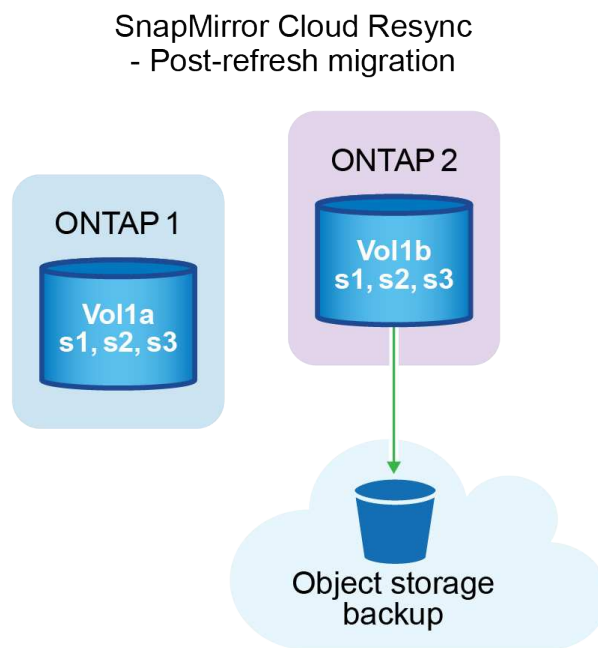 SnapMirror Cloud Resync
- Post-refresh migration
ONTAP 2
ONTAP 1
Vol1b
s1, s2, s3
Vol1a
s1, s2, s3
Object storage
backup